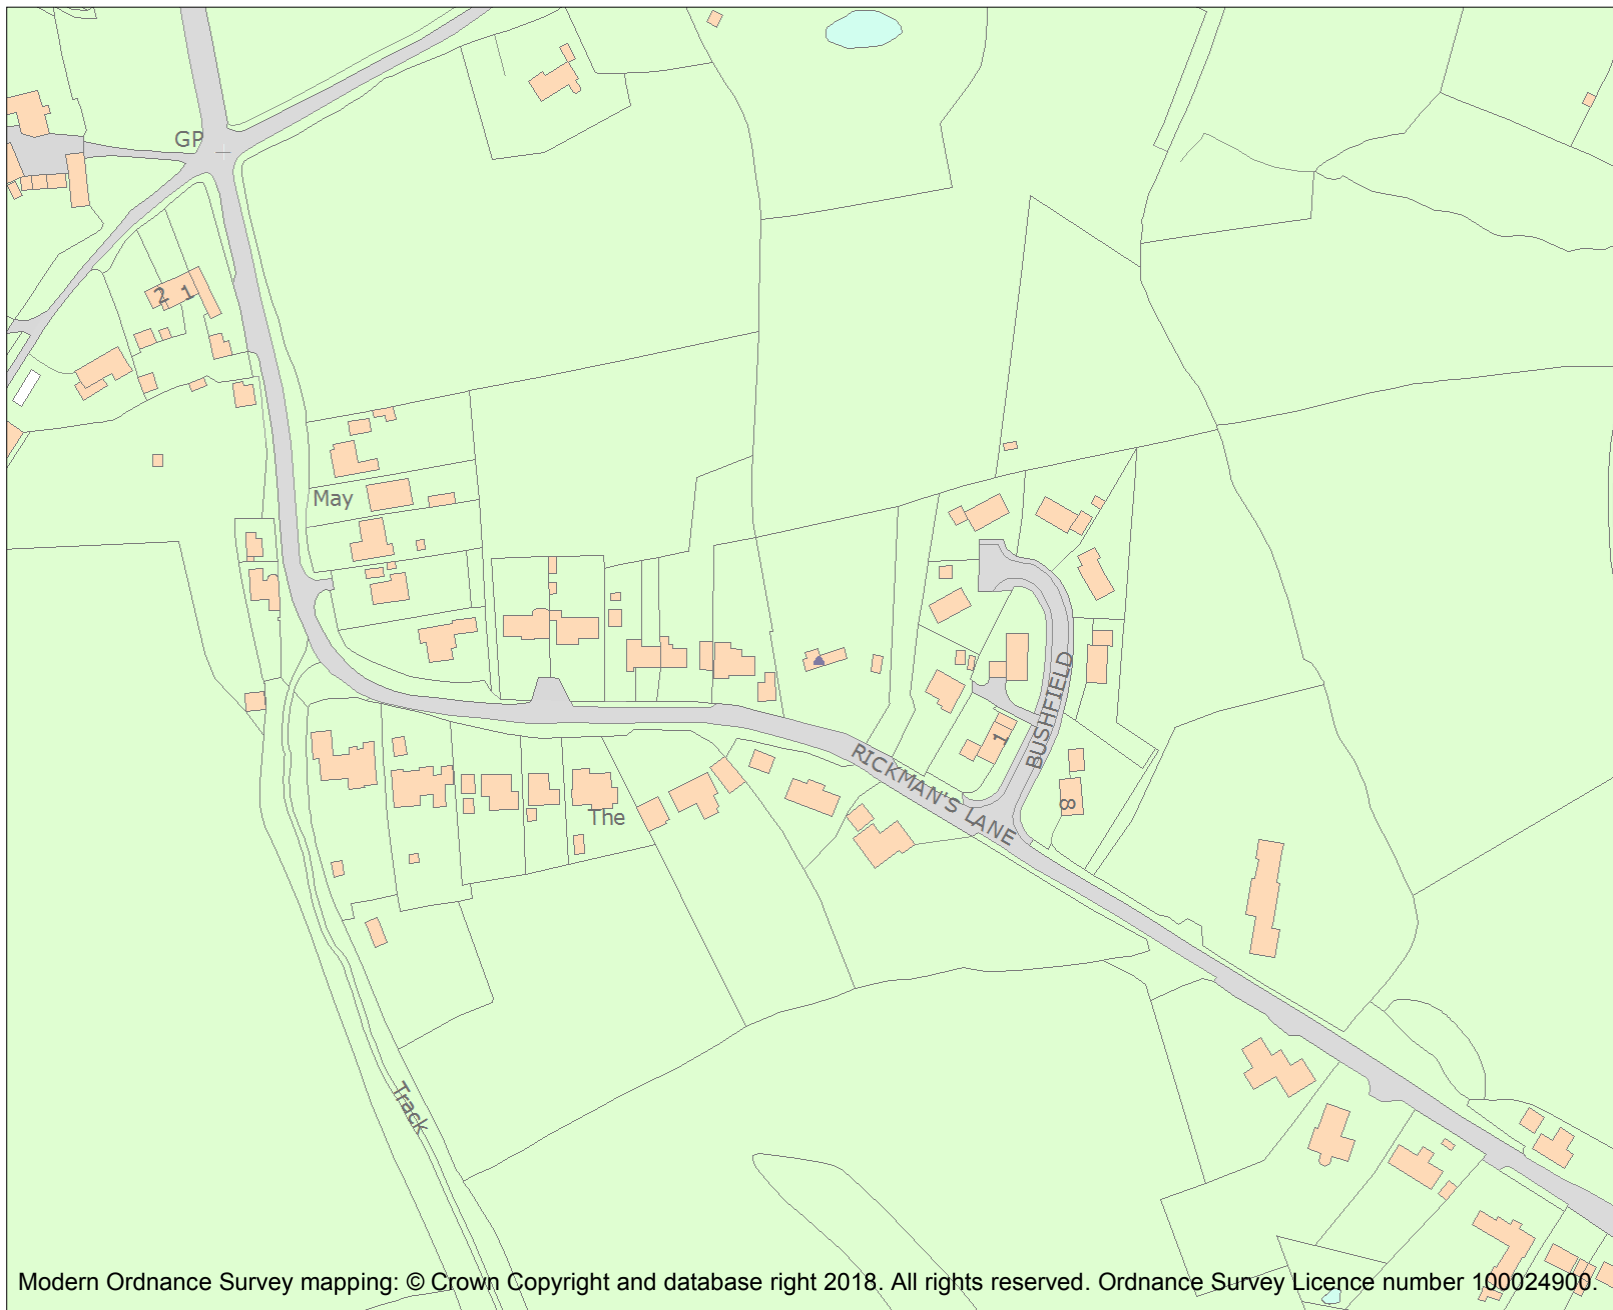 GP
2 1
May
BUSHFIELD
1
RICKMAN'S LANE
8
The
Track
Modern Ordnance Survey mapping: © Crown Copyright and database right 2018. All rights reserved. Ordnance Survey Licence number 100024900.